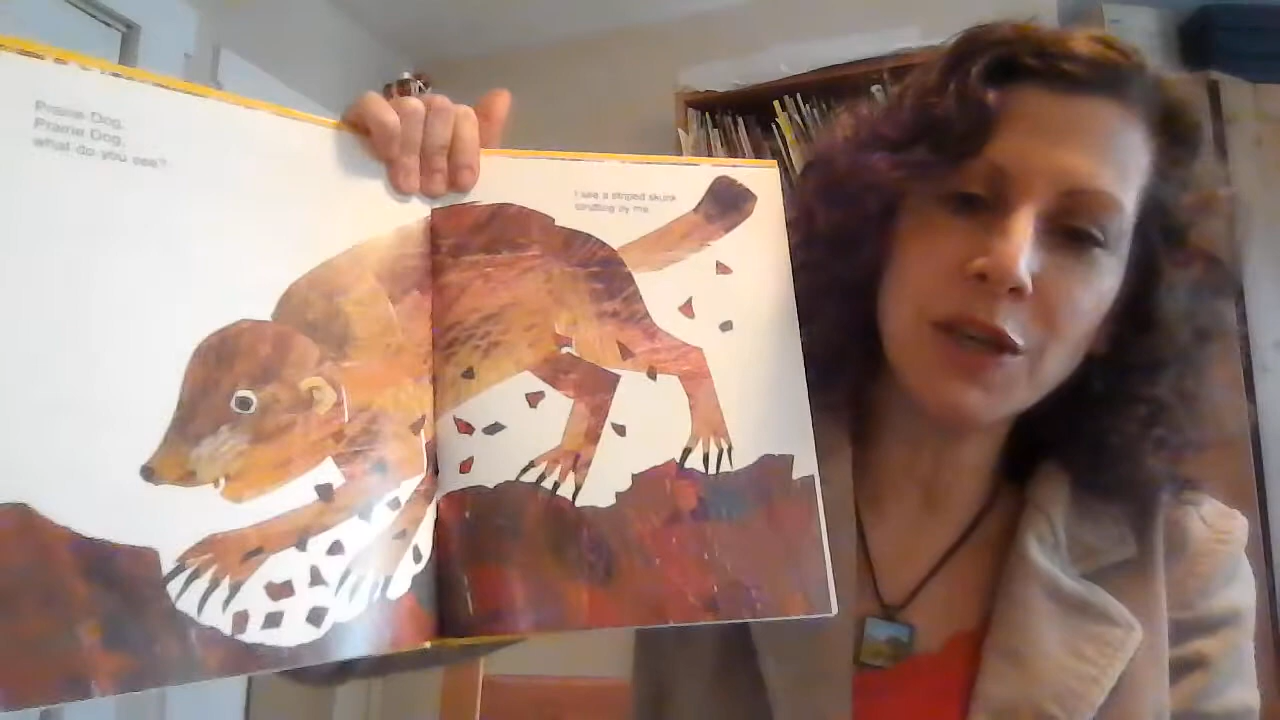 Prairie Dog,
Prairie Dog,
what do you see?
I see a striped skunk
strutting by me.